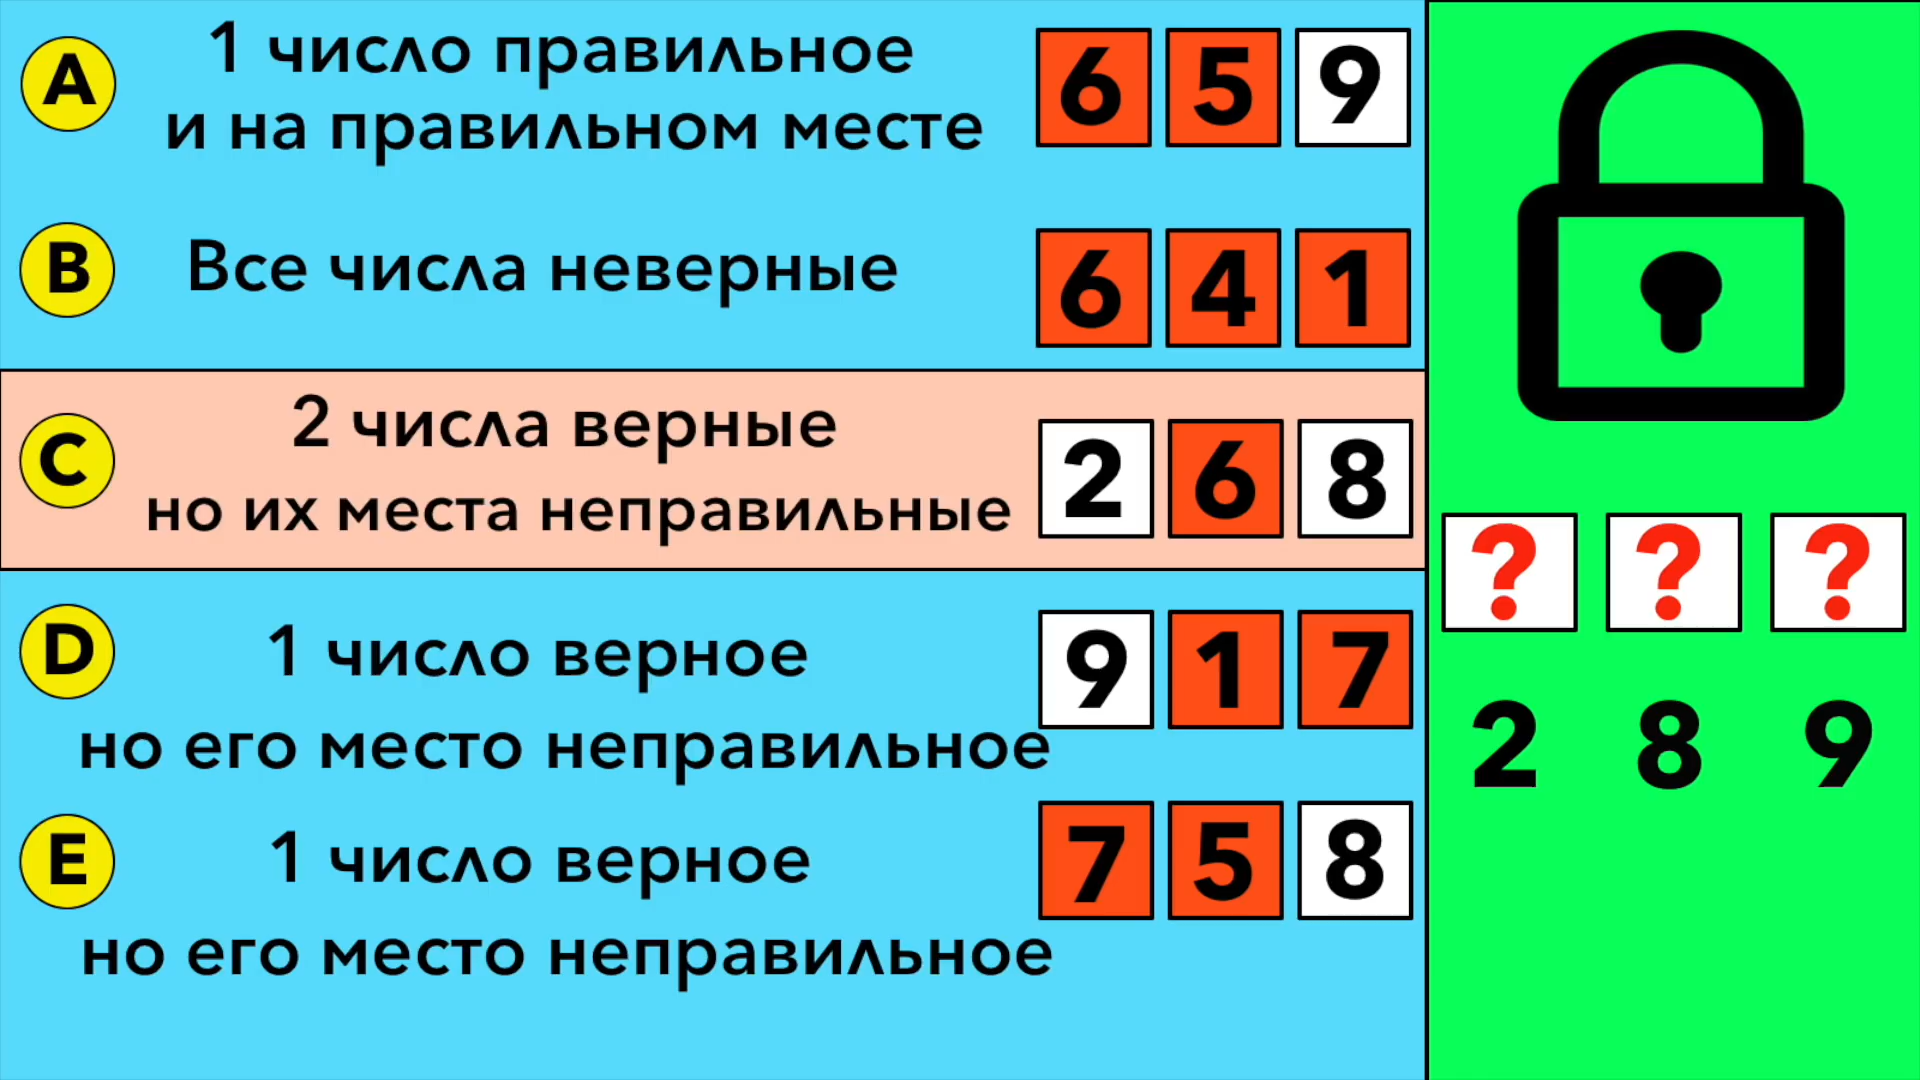 A 1 число правильное 6 5 9
и на правильном месте
B Все числа неверные 6 4 1
C 2 числа верные 2 6 8
но их места неправильные
? ? ?
D 1 число верное 9 1 7
но его место неправильное
2 8 9
E 1 число верное 7 5 8
но его место неправильное